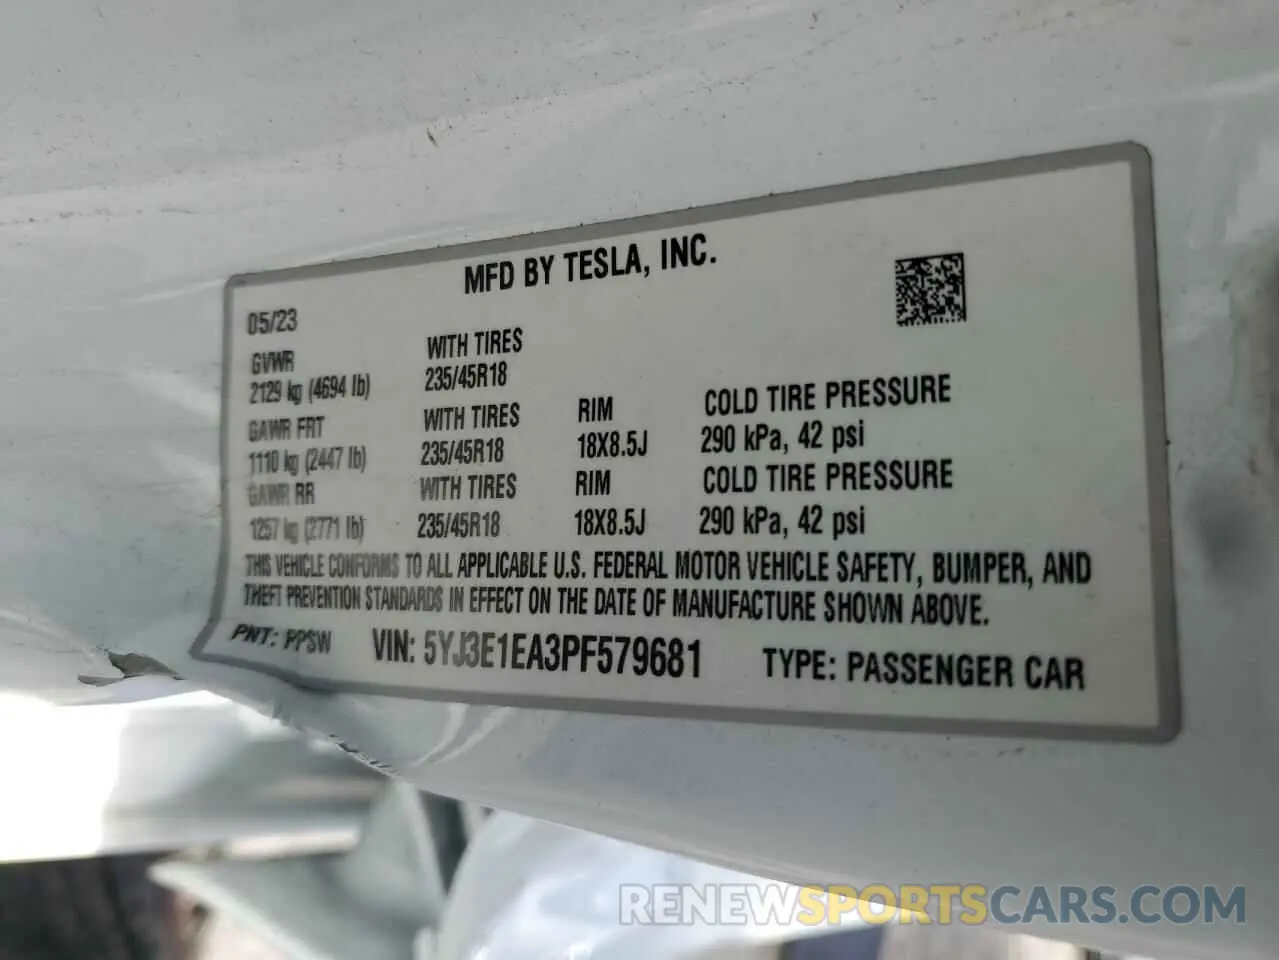 MFD BY TESLA, INC.
05/23
GVWR WITH TIRES
2129 kg (4694 lb) 235/45R18
GAWR FRT WITH TIRES RIM COLD TIRE PRESSURE
1110 kg (2447 lb) 235/45R18 18X8.5J 290 kPa, 42 psi
GAWR RR WITH TIRES RIM COLD TIRE PRESSURE
1257 kg (2771 lb) 235/45R18 18X8.5J 290 kPa, 42 psi
THIS VEHICLE CONFORMS TO ALL APPLICABLE U.S. FEDERAL MOTOR VEHICLE SAFETY, BUMPER, AND
THEFT PREVENTION STANDARDS IN EFFECT ON THE DATE OF MANUFACTURE SHOWN ABOVE.
PNT: PPSW VIN: 5YJ3E1EA3PF579681 TYPE: PASSENGER CAR
RENEWSPORTSCARS.COM